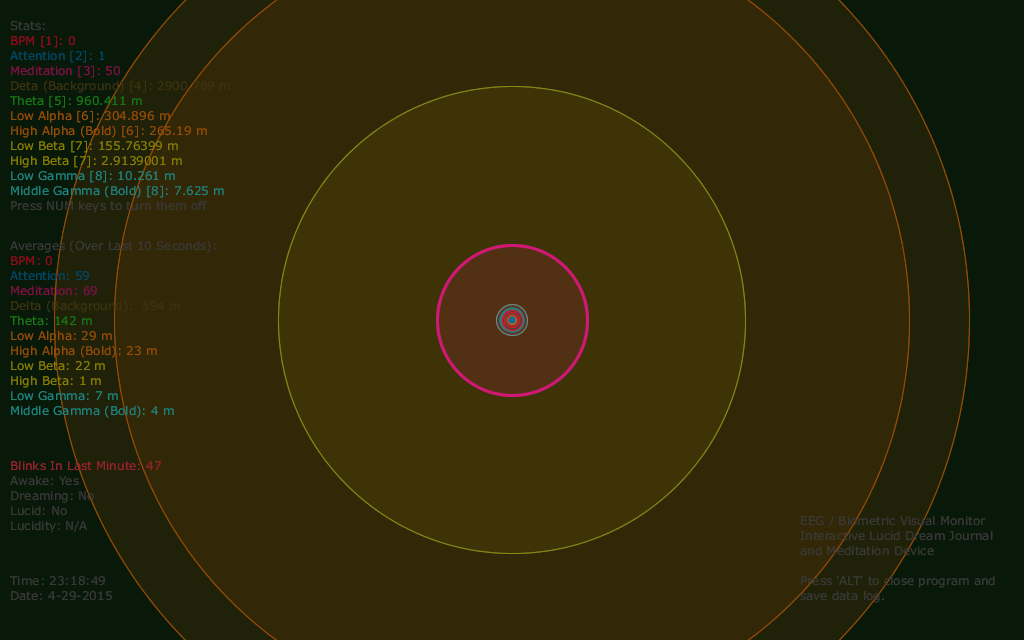 Stats:
BPM [1]: 0
Attention [2]: 1
Meditation [3]: 50
Deta (Background) [4]: 2900.769 m
Theta [5]: 960.411 m
Low Alpha [6]: 304.896 m
High Alpha (Bold) [6]: 265.19 m
Low Beta [7]: 155.76399 m
High Beta [7]: 2.9139001 m
Low Gamma [8]: 10.261 m
Middle Gamma (Bold) [8]: 7.625 m
Press NUM keys to turn them off
Averages (Over Last 10 Seconds):
BPM: 0
Attention: 59
Meditation: 69
Delta (Background): 594 m
Theta: 142 m
Low Alpha: 29 m
High Alpha (Bold): 23 m
Low Beta: 22 m
High Beta: 1 m
Low Gamma: 7 m
Middle Gamma (Bold): 4 m
Blinks In Last Minute: 47
Awake: Yes
Dreaming: No
Lucid: No
Lucidity: N/A
Time: 23:18:49
Date: 4-29-2015
EEG / Biometric Visual Monitor
Interactive Lucid Dream Journal
and Meditation Device
Press 'ALT' to close program and
save data log.